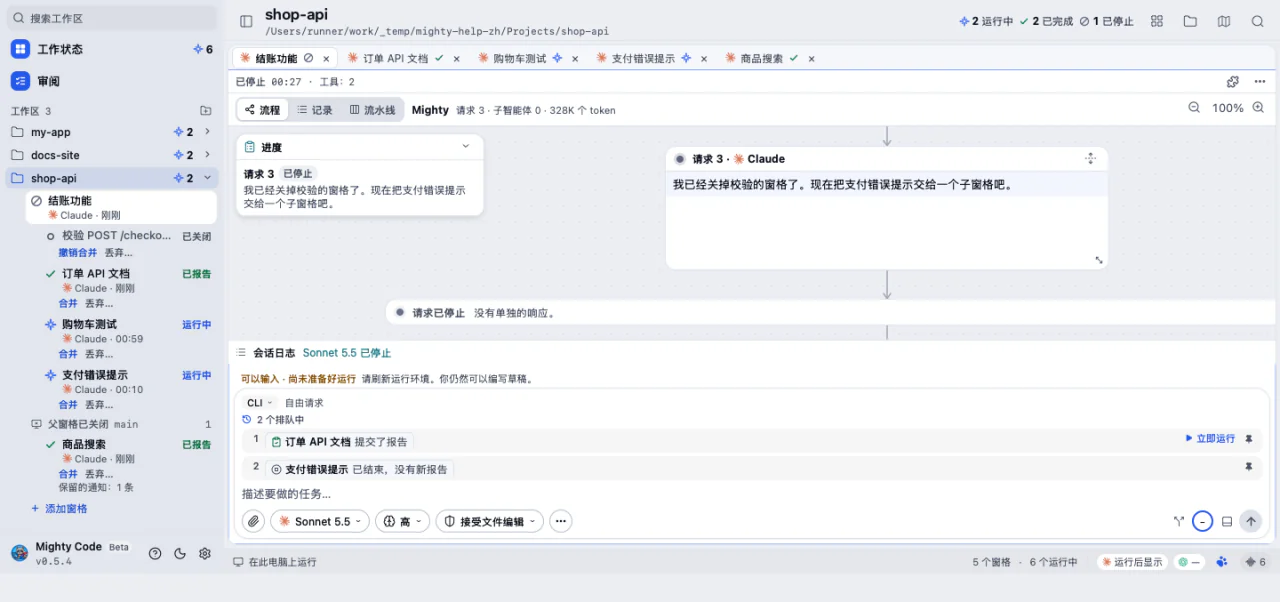 搜索工作区
工作状态 6
审阅
工作区 3
my-app 2
docs-site 2
shop-api 2
结账功能
Claude · 刚刚
校验 POST /checko... 已关闭
撤销合并 丢弃...
订单 API 文档 已报告
Claude · 刚刚
合并 丢弃...
购物车测试 运行中
Claude · 00:59
合并 丢弃...
支付错误提示 运行中
Claude · 00:10
合并 丢弃...
父窗格已关闭 main 1
商品搜索 已报告
Claude · 刚刚
合并 丢弃...
保留的通知: 1 条
+ 添加窗格
Mighty Code Beta
v0.5.4
shop-api
/Users/runner/work/_temp/mighty-help-zh/Projects/shop-api
2 运行中 2 已完成 1 已停止
结账功能 订单 API 文档 购物车测试 支付错误提示 商品搜索
已停止 00:27 · 工具: 2
流程 记录 流水线 Mighty 请求 3 · 子智能体 0 · 328K 个 token
100%
进度
请求 3 已停止
我已经关掉校验的窗格了。现在把支付错误提示
交给一个子窗格吧。
请求 3 · Claude
我已经关掉校验的窗格了。现在把支付错误提示交给一个子窗格吧。
请求已停止 没有单独的响应。
会话日志 Sonnet 5.5 已停止
可以输入 · 尚未准备好运行 请刷新运行环境。你仍然可以编写草稿。
CLI 自由请求
2 个排队中
1 订单 API 文档 提交了报告 立即运行
2 支付错误提示 已结束，没有新报告
描述要做的任务...
Sonnet 5.5 高 接受文件编辑
在此电脑上运行
5 个窗格 · 6 个运行中 运行后显示 — 6